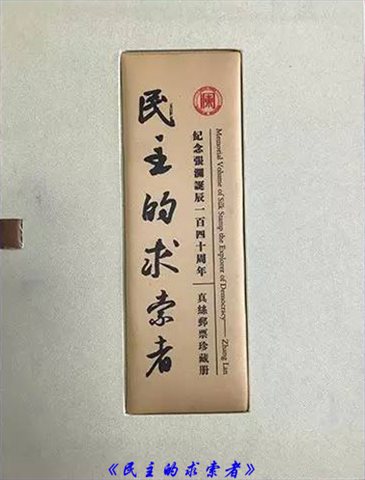 民主的求索者
紀念張瀾誕辰一百四十周年
真絲郵票珍藏册
Memorial Volume of Silk Stamp the Explorer of Democracy——Zhang Lan
《民主的求索者》